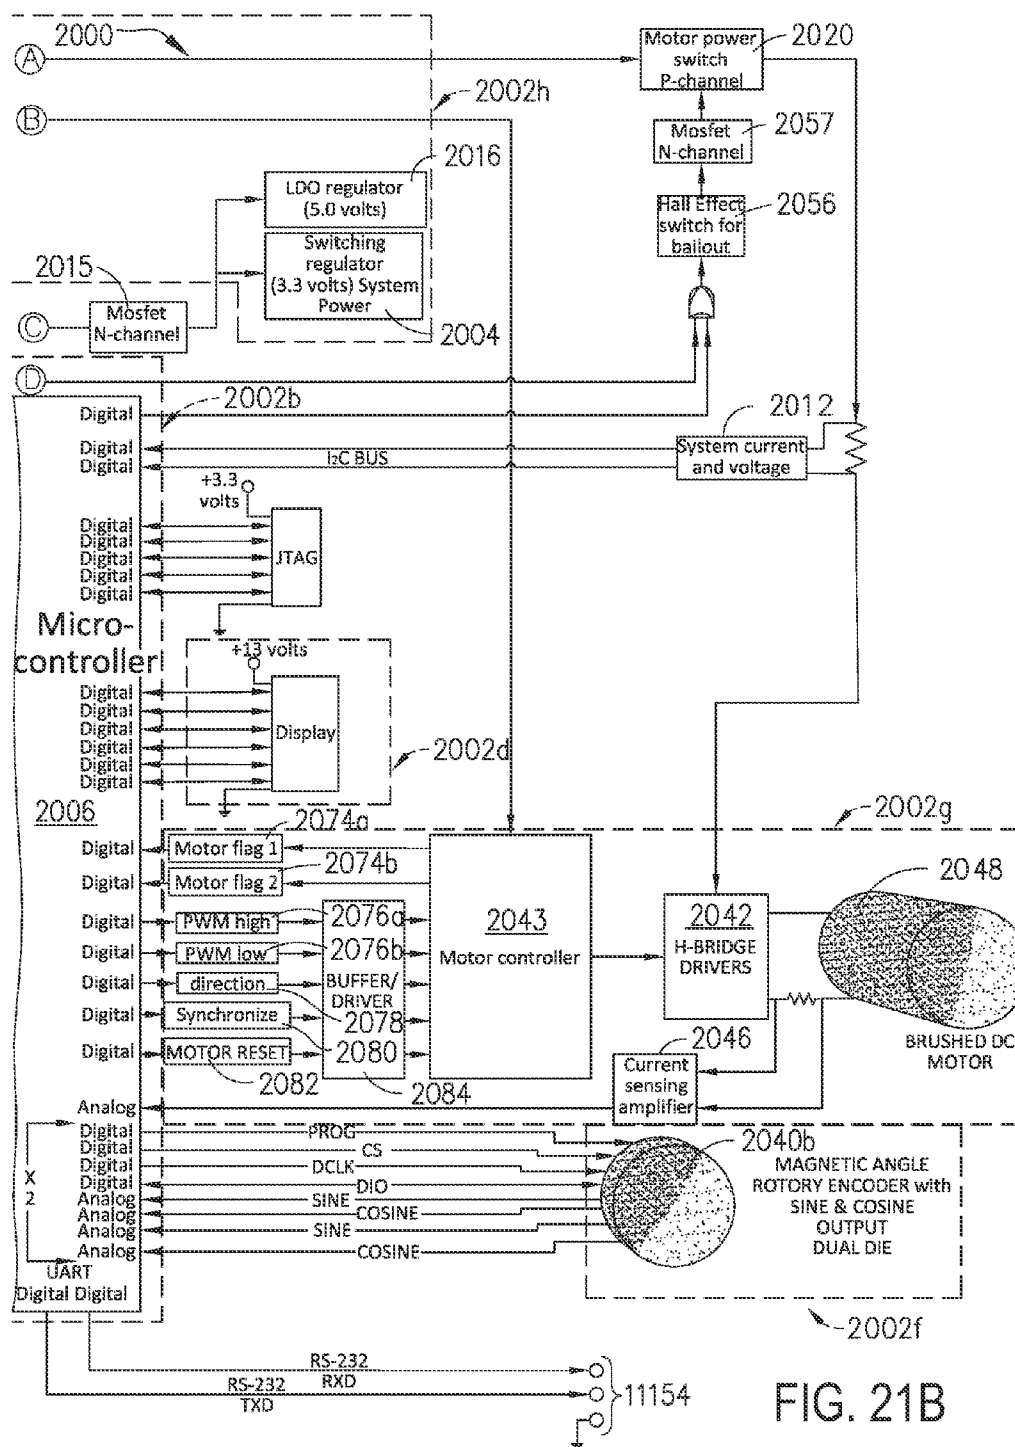 2000
A
Motor power
switch
P-channel
2020
2002h
B
Mosfet
N-channel
2057
2016
LDO regulator
(5.0 volts)
Hall Effect
switch for
bailout
2056
Switching
regulator
(3.3 volts) System
Power
2015
Mosfet
N-channel
C
2004
D
2002b
Digital
2012
Digital
Digital
I2C BUS
System current
and voltage
+3.3
volts
Digital
Digital
Digital
Digital
Digital
JTAG
Micro-
controller
+13 volts
Digital
Digital
Digital
Digital
Digital
Digital
Display
2002d
2006
2002g
2074a
Digital
Motor flag 1
2074b
Digital
Motor flag 2
2048
Digital
PWM high
2076a
2043
Motor controller
2042
H-BRIDGE
DRIVERS
Digital
PWM low
2076b
Digital
direction
BUFFER/
DRIVER
2078
Digital
Synchronize
2080
2046
BRUSHED DC
MOTOR
Digital
MOTOR RESET
2082
2084
Current
sensing
amplifier
Analog
Digital
PROG
Digital
CS
Digital
DCLK
Digital
DIO
Analog
SINE
Analog
COSINE
Analog
SINE
Analog
COSINE
X
2
2040b
MAGNETIC ANGLE
ROTORY ENCODER with
SINE & COSINE
OUTPUT
DUAL DIE
UART
Digital Digital
2002f
RS-232
RXD
RS-232
TXD
11154
FIG. 21B